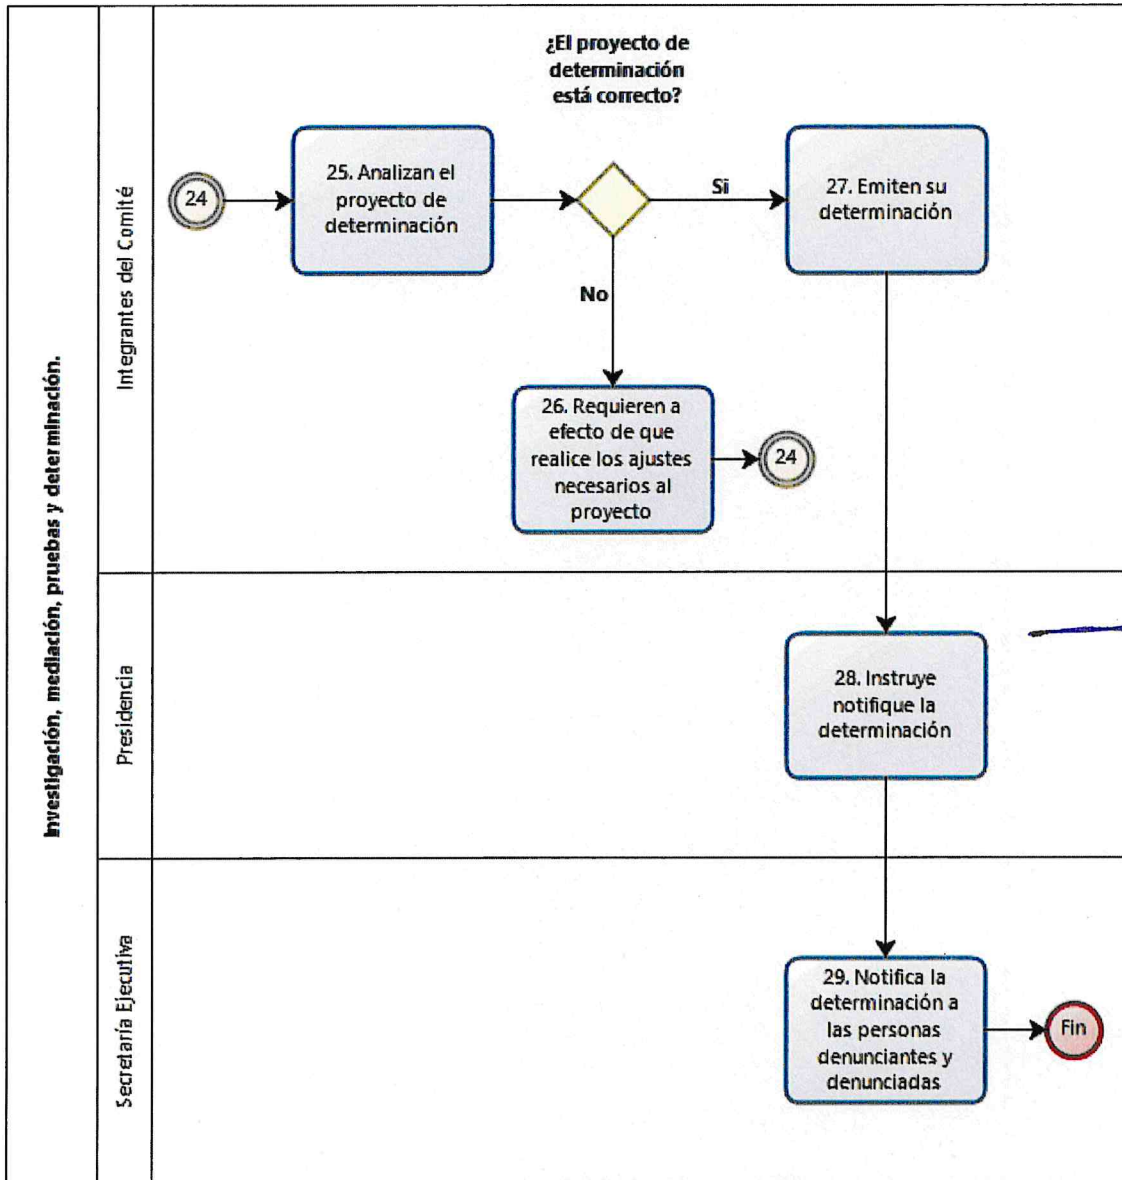 Investigación, mediación, pruebas y determinación.
Integrantes del Comité
¿El proyecto de
determinación
está correcto?
24
25. Analizan el
proyecto de
determinación
Si
27. Emiten su
determinación
No
26. Requieren a
efecto de que
realice los ajustes
necesarios al
proyecto
24
Presidencia
28. Instruye
notifique la
determinación
Secretaría Ejecutiva
29. Notifica la
determinación a
las personas
denunciantes y
denunciadas
Fin